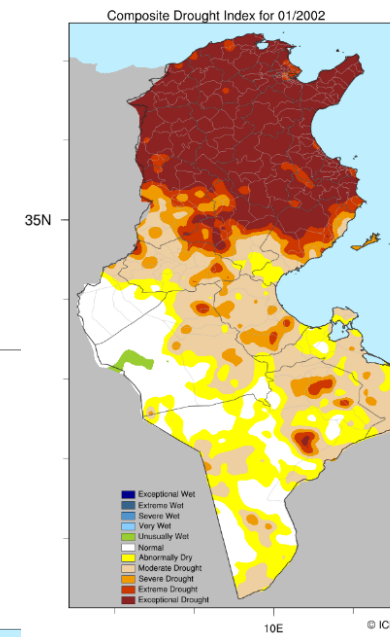 Composite Drought Index for 01/2002
35N
Exceptional Wet
Extreme Wet
Severe Wet
Very Wet
Unusually Wet
Normal
Abnormally Dry
Moderate Drought
Severe Drought
Extreme Drought
Exceptional Drought
10E
© IC